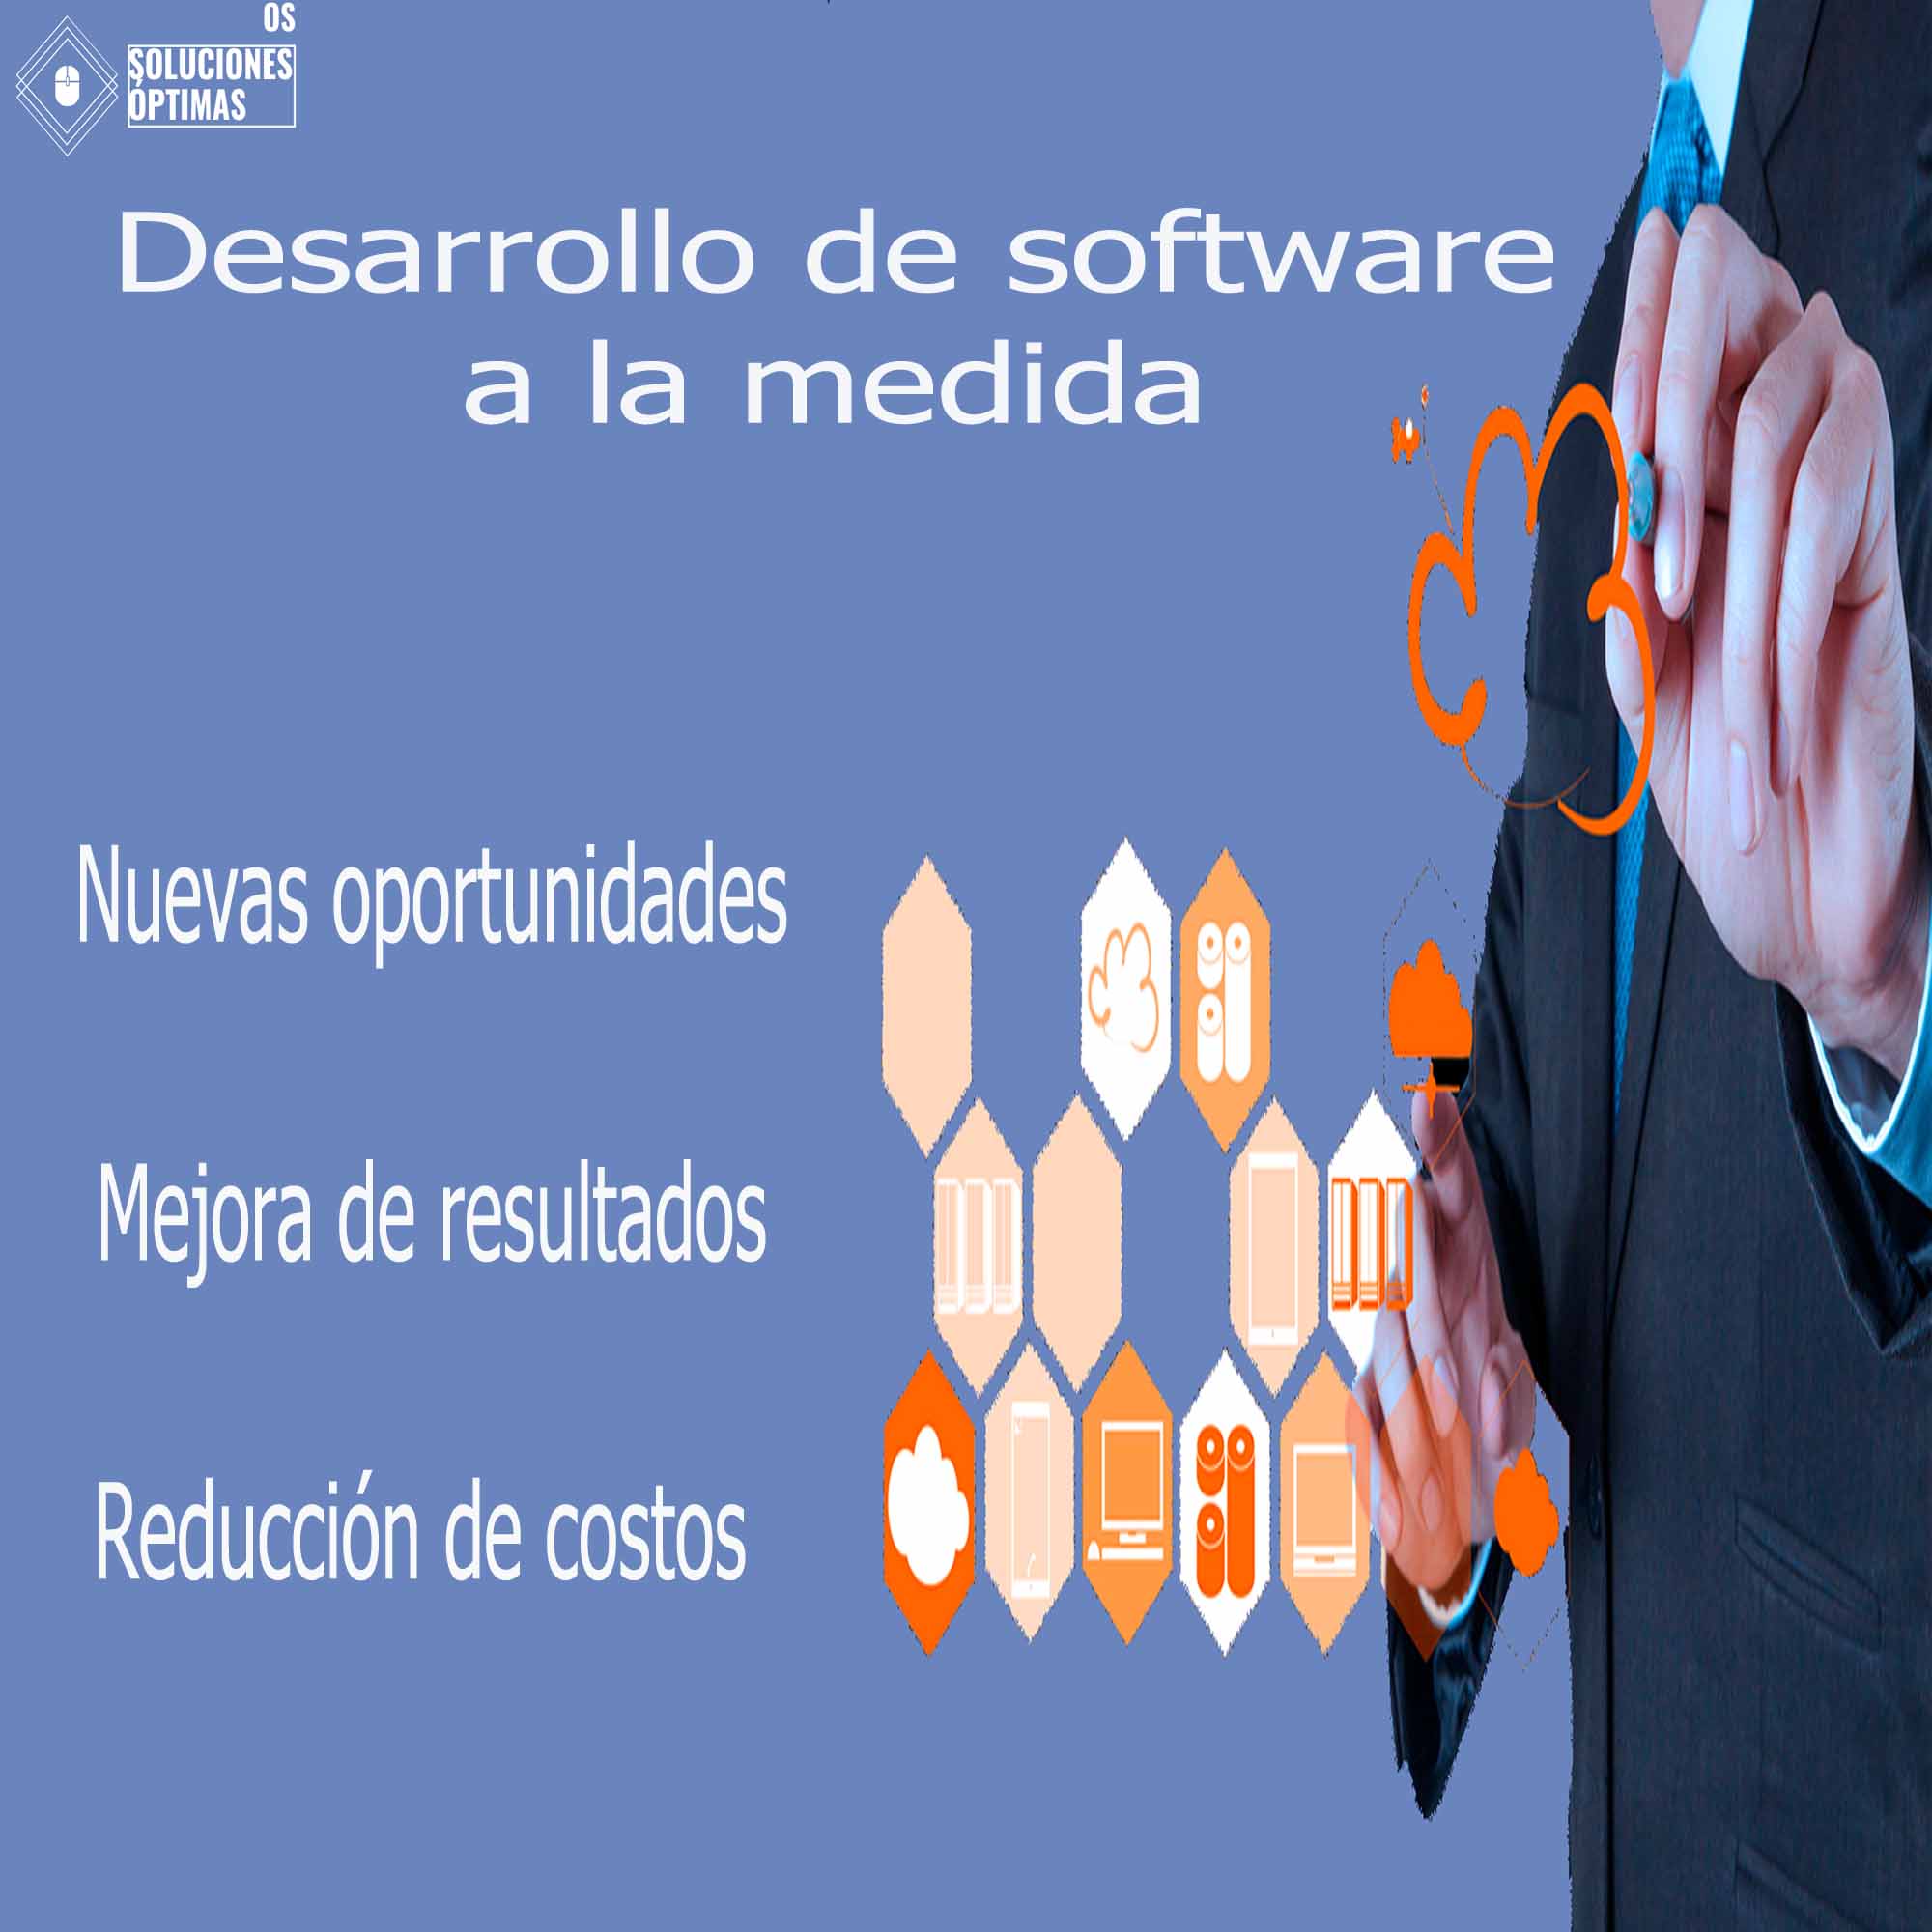 OS
SOLUCIONES
ÓPTIMAS
Desarrollo de software
a la medida
Nuevas oportunidades
Mejora de resultados
Reducción de costos